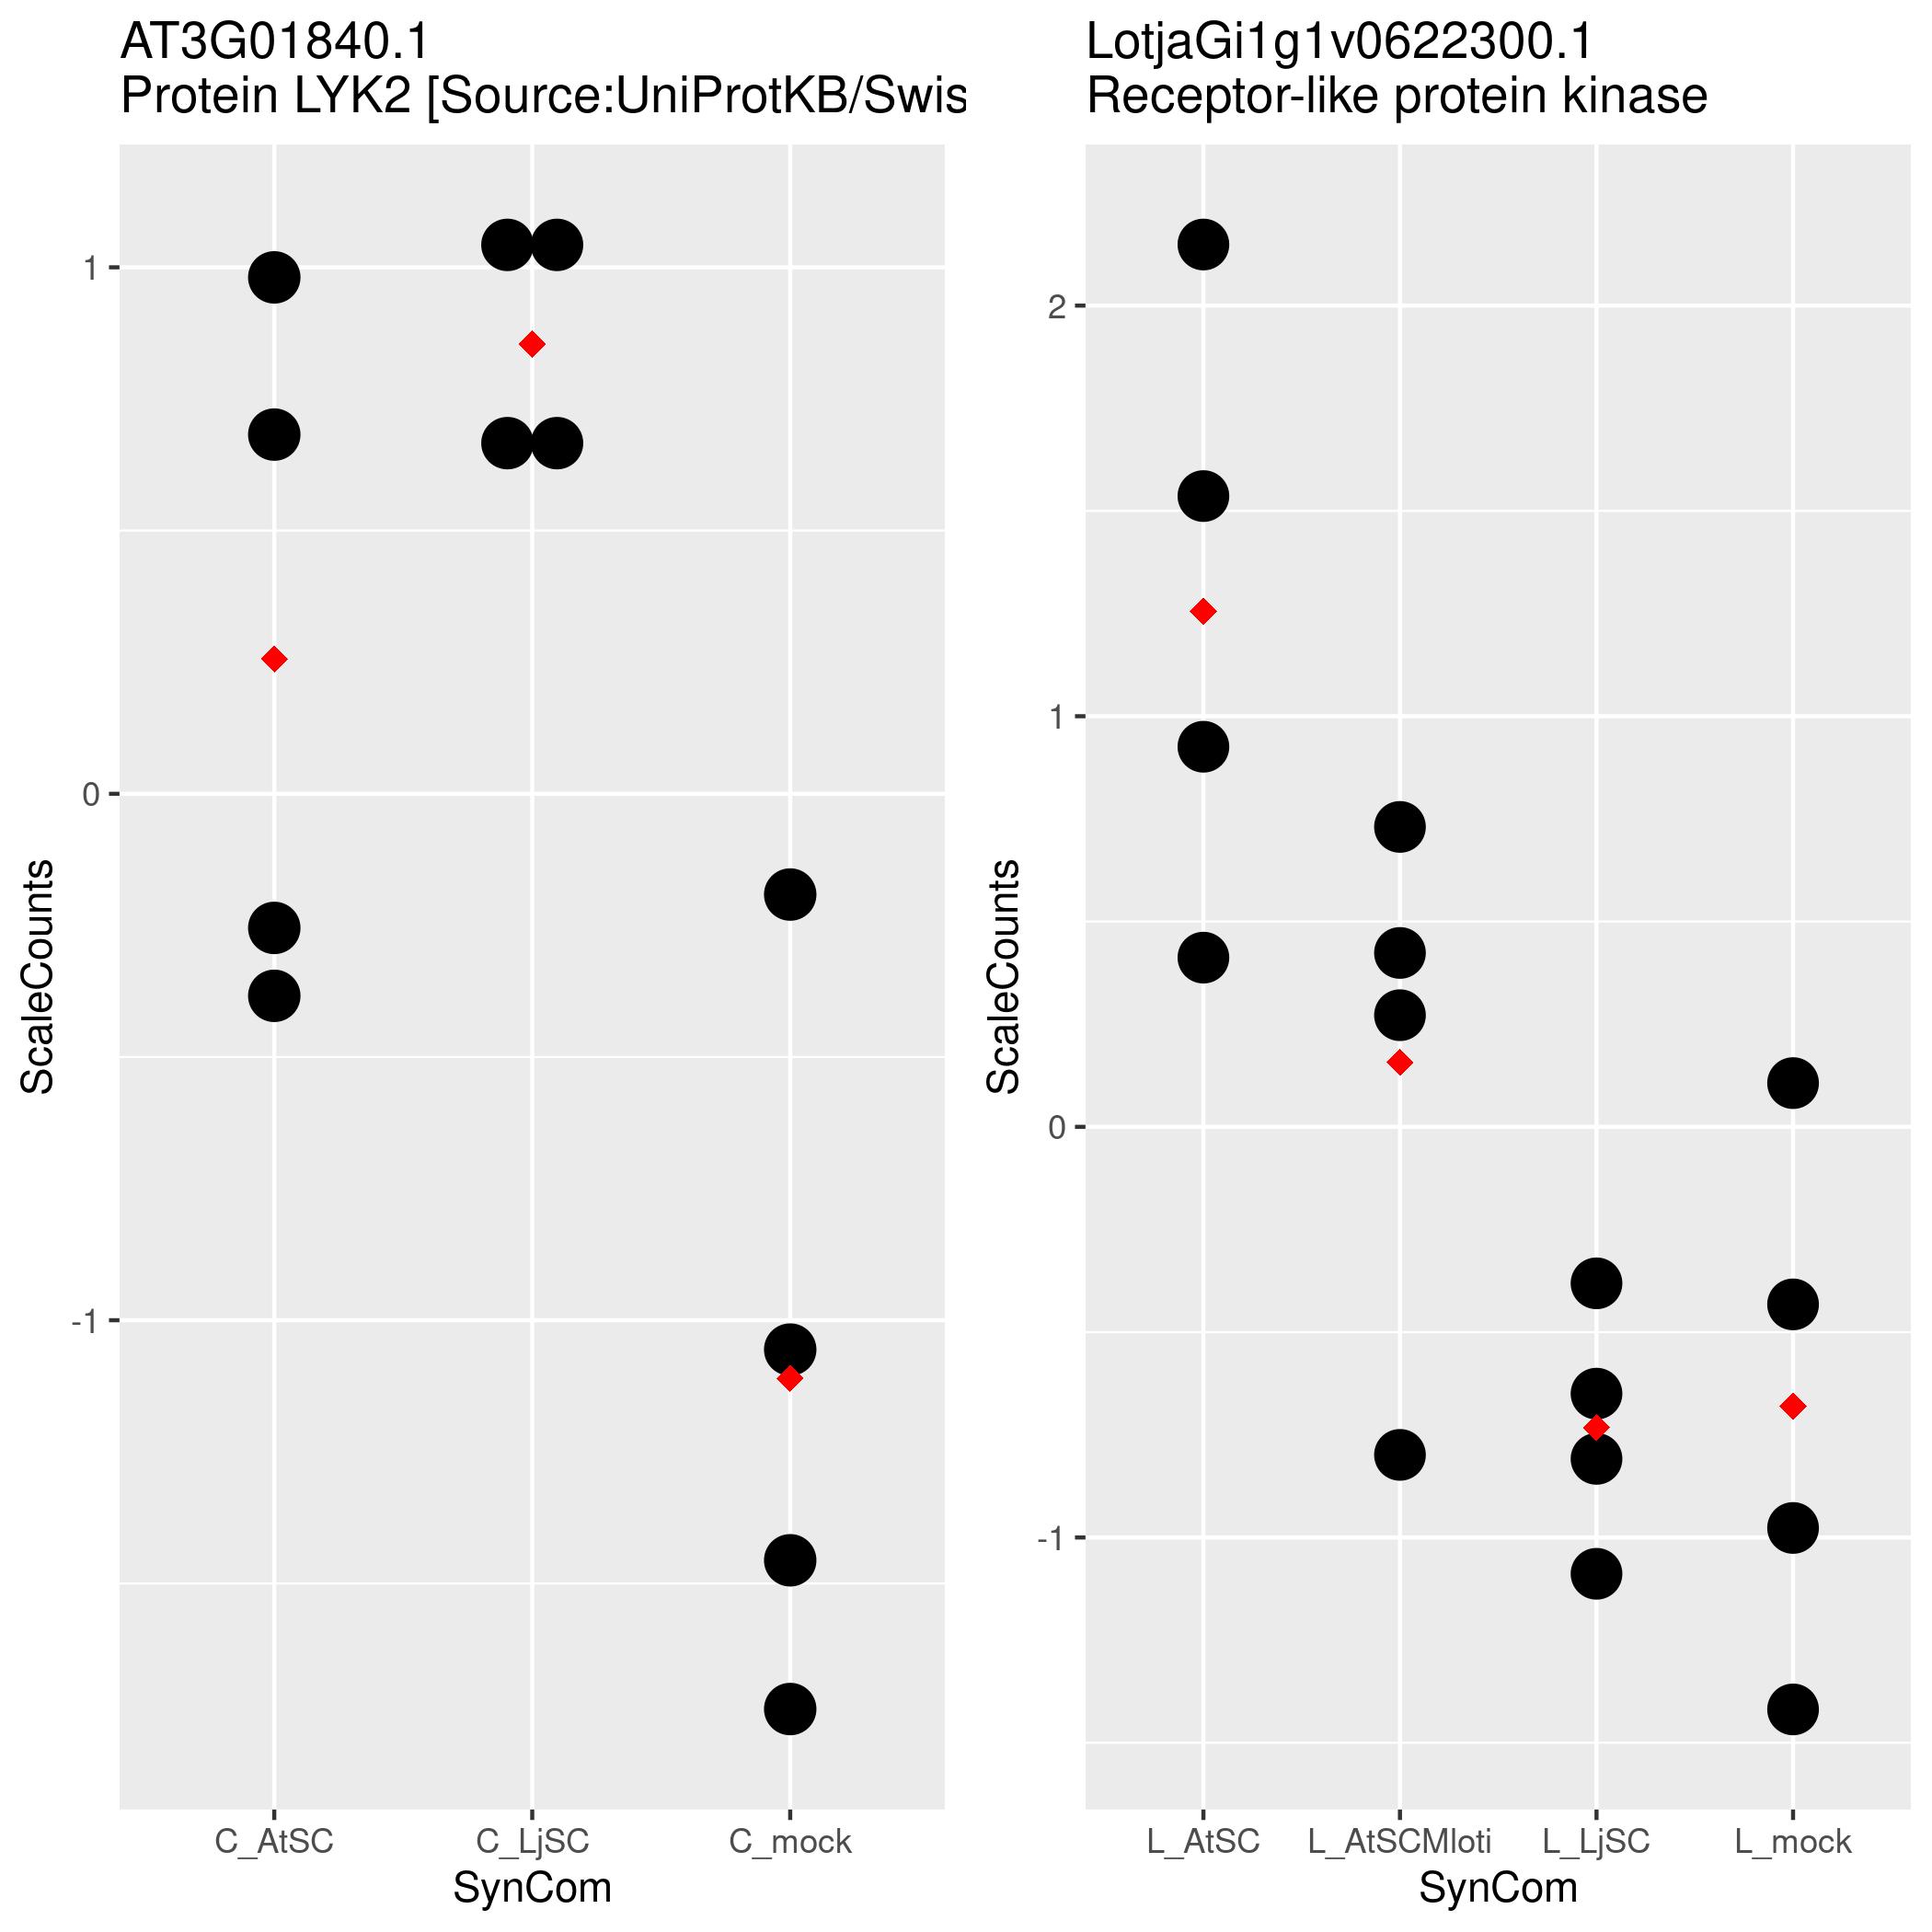 AT3G01840.1
Protein LYK2 [Source:UniProtKB/Swis
ScaleCounts
1
0
-1
C_AtSC
C_LjSC
C_mock
SynCom
LotjaGi1g1v0622300.1
Receptor-like protein kinase
ScaleCounts
2
1
0
-1
L_AtSC
L_AtSCMloti
L_LjSC
L_mock
SynCom